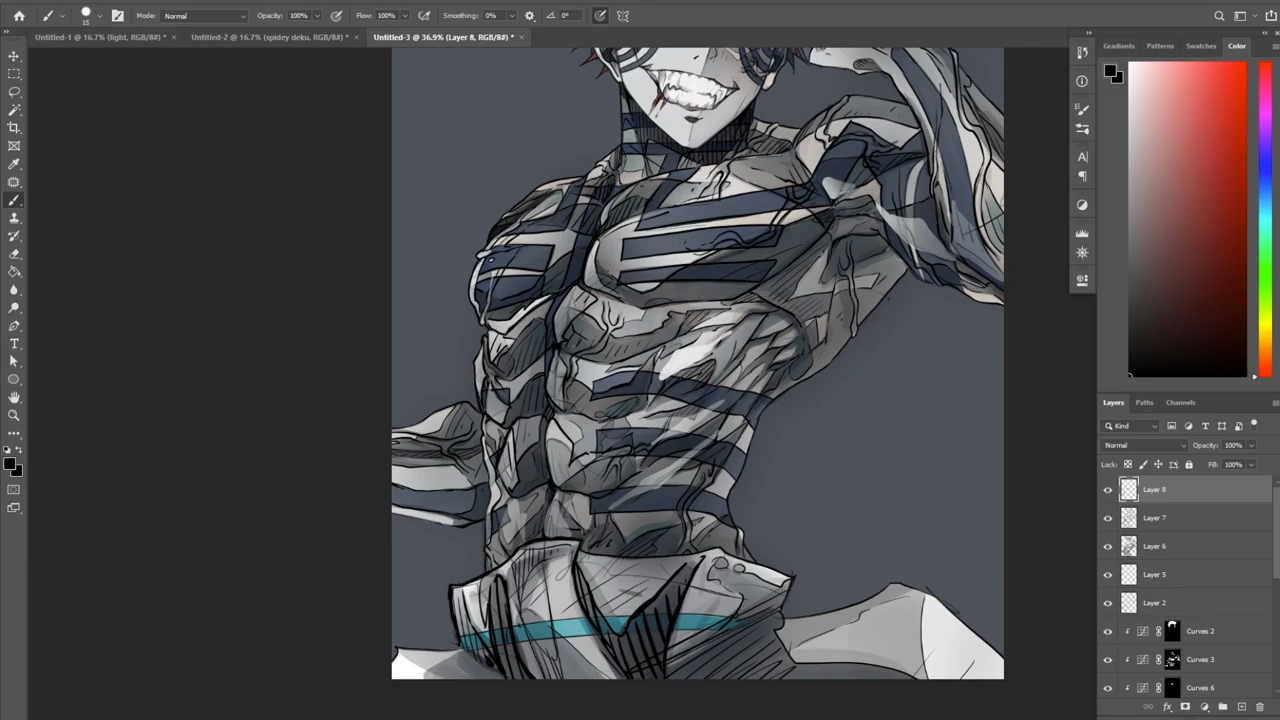 15 Mode: Normal Opacity: 100% Flow: 100% Smoothing: 0% 0°
Untitled-1 @ 16.7% (light, RGB/8#) * × Untitled-2 @ 16.7% (spidey deku, RGB/8#) * × Untitled-3 @ 36.9% (Layer 8, RGB/8#) * ×
Gradients Patterns Swatches Color
Layers Paths Channels
Kind
Normal Opacity: 100%
Lock: Fill: 100%
Layer 8
Layer 7
Layer 6
Layer 5
Layer 2
Curves 2
Curves 3
Curves 6
fx